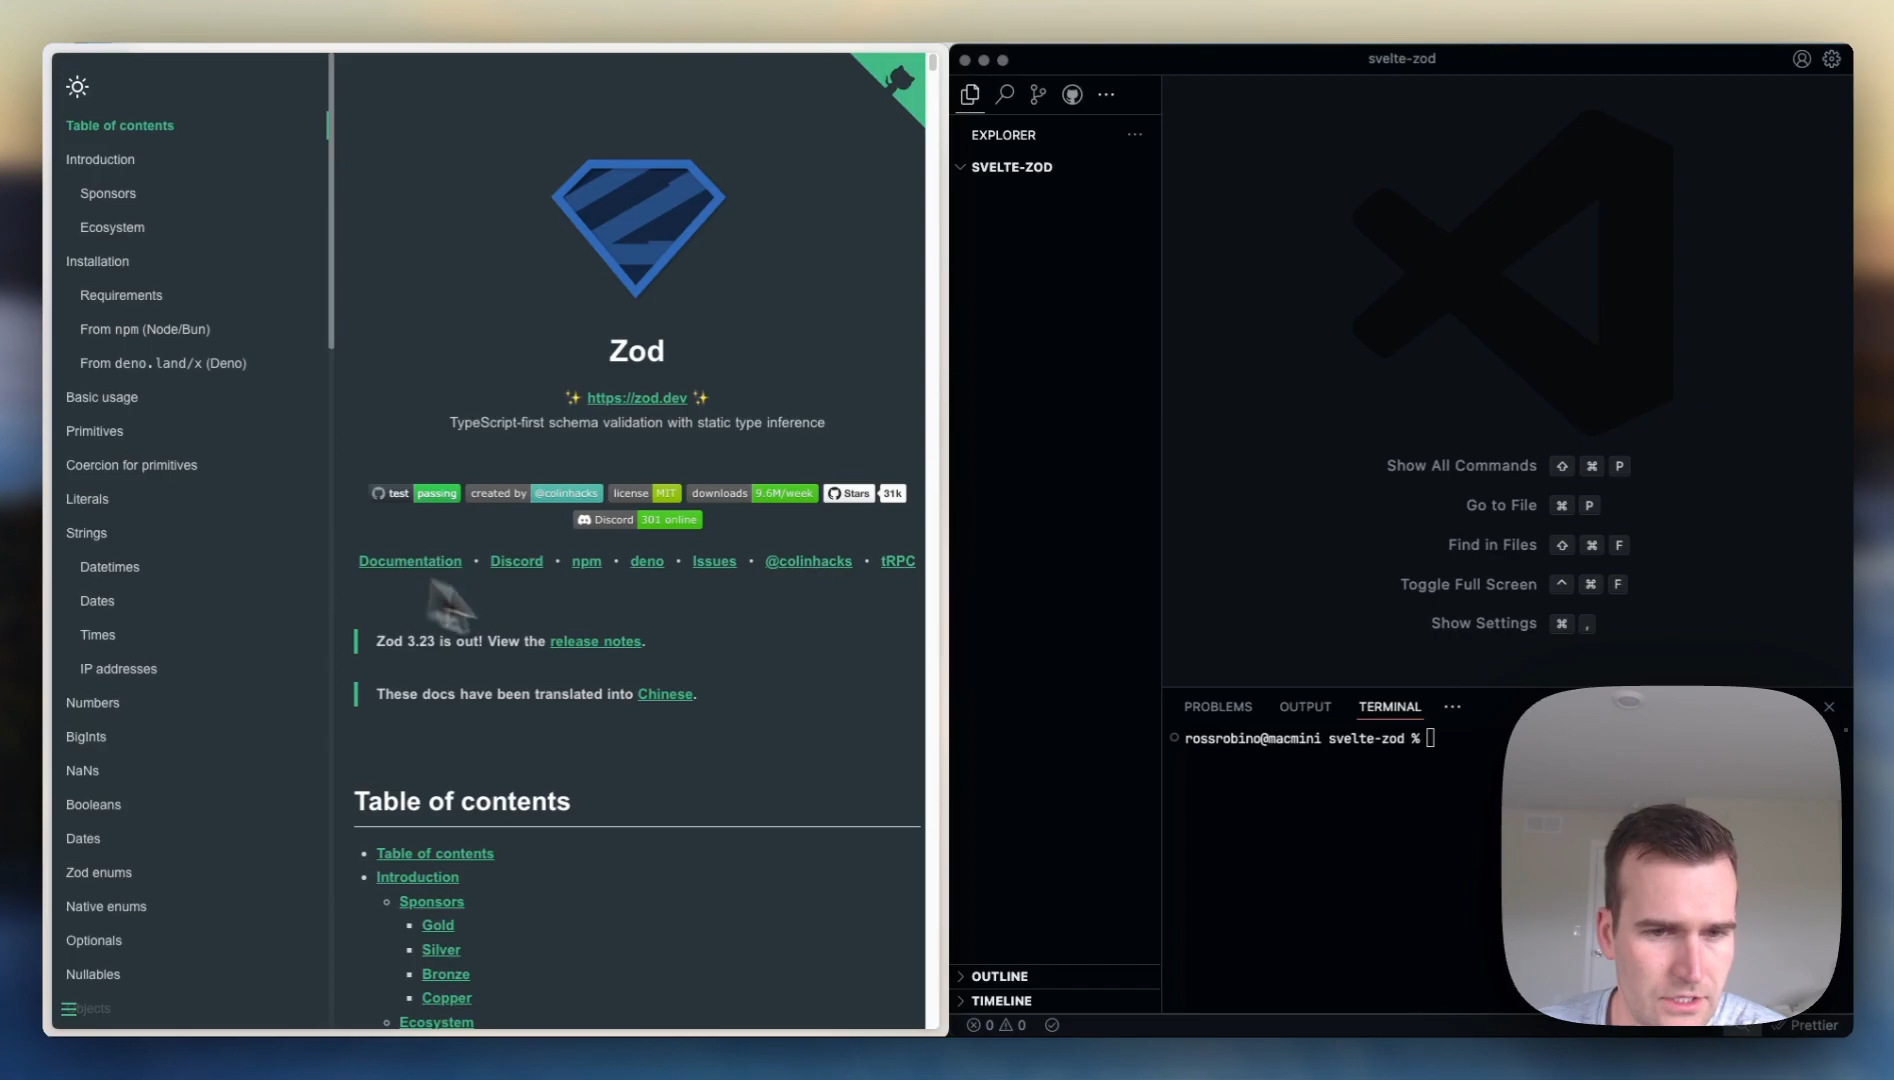 Table of contents
Introduction
Sponsors
Ecosystem
Installation
Requirements
From npm (Node/Bun)
From deno.land/x (Deno)
Basic usage
Primitives
Coercion for primitives
Literals
Strings
Datetimes
Dates
Times
IP addresses
Numbers
BigInts
NaNs
Booleans
Dates
Zod enums
Native enums
Optionals
Nullables
Objects
Zod
✨ https://zod.dev ✨
TypeScript-first schema validation with static type inference
test passing created by @colinhacks license MIT downloads 9.6M/week Stars 31k
Discord 301 online
Documentation • Discord • npm • deno • Issues • @colinhacks • tRPC
Zod 3.23 is out! View the release notes.
These docs have been translated into Chinese.
Table of contents
• Table of contents
• Introduction
Sponsors
Gold
Silver
Bronze
Copper
Ecosystem
svelte-zod
EXPLORER
SVELTE-ZOD
OUTLINE
TIMELINE
0 0
Show All Commands ⇧ ⌘ P
Go to File ⌘ P
Find in Files ⇧ ⌘ F
Toggle Full Screen ^ ⌘ F
Show Settings ⌘ ,
PROBLEMS OUTPUT TERMINAL
rossrobino@macmini svelte-zod %
Prettier